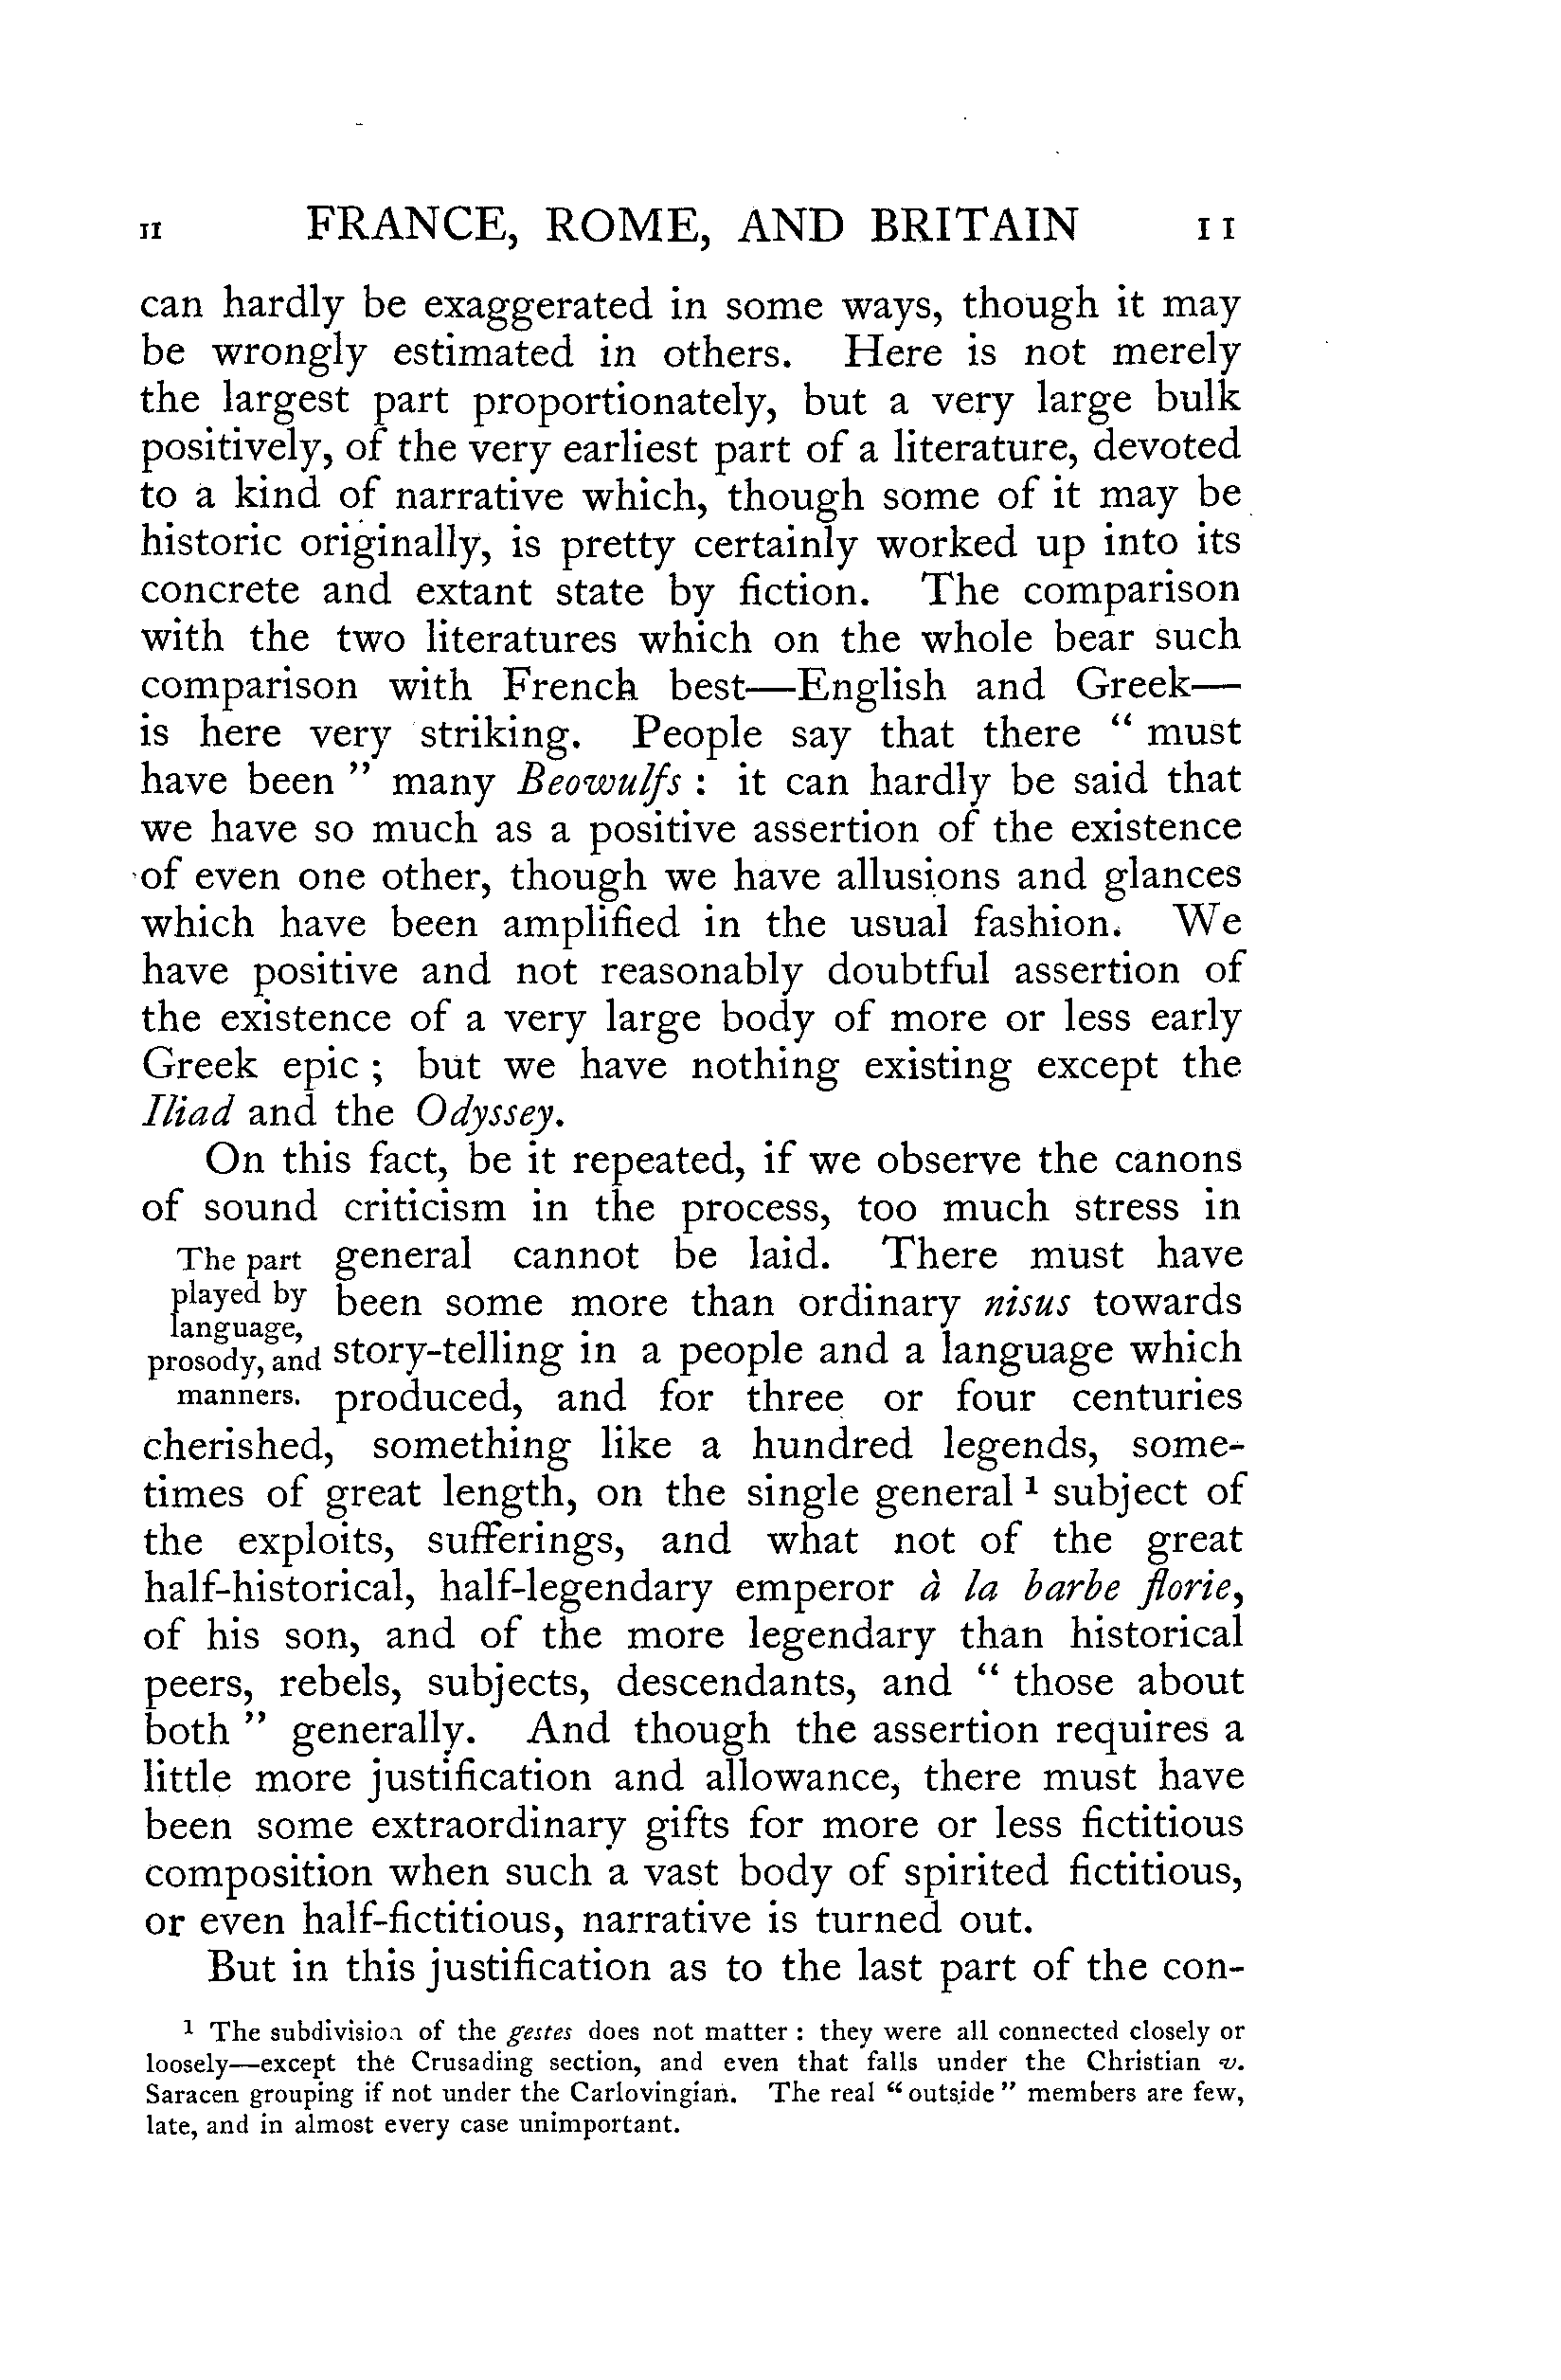 II FRANCE, ROME, AND BRITAIN 11
can hardly be exaggerated in some ways, though it may
be wrongly estimated in others. Here is not merely
the largest part proportionately, but a very large bulk
positively, of the very earliest part of a literature, devoted
to a kind of narrative which, though some of it may be
historic originally, is pretty certainly worked up into its
concrete and extant state by fiction. The comparison
with the two literatures which on the whole bear such
comparison with French best—English and Greek—
is here very striking. People say that there “ must
have been ” many Beowulfs : it can hardly be said that
we have so much as a positive assertion of the existence
of even one other, though we have allusions and glances
which have been amplified in the usual fashion. We
have positive and not reasonably doubtful assertion of
the existence of a very large body of more or less early
Greek epic ; but we have nothing existing except the
Iliad and the Odyssey.
On this fact, be it repeated, if we observe the canons
of sound criticism in the process, too much stress in
The part
played by
language,
prosody, and
manners.
general cannot be laid. There must have
been some more than ordinary nisus towards
story-telling in a people and a language which
produced, and for three or four centuries
cherished, something like a hundred legends, some-
times of great length, on the single general ¹ subject of
the exploits, sufferings, and what not of the great
half-historical, half-legendary emperor à la barbe florie,
of his son, and of the more legendary than historical
peers, rebels, subjects, descendants, and “ those about
both ” generally. And though the assertion requires a
little more justification and allowance, there must have
been some extraordinary gifts for more or less fictitious
composition when such a vast body of spirited fictitious,
or even half-fictitious, narrative is turned out.
But in this justification as to the last part of the con-
¹ The subdivision of the gestes does not matter : they were all connected closely or
loosely—except the Crusading section, and even that falls under the Christian v.
Saracen grouping if not under the Carlovingian. The real “ outside ” members are few,
late, and in almost every case unimportant.